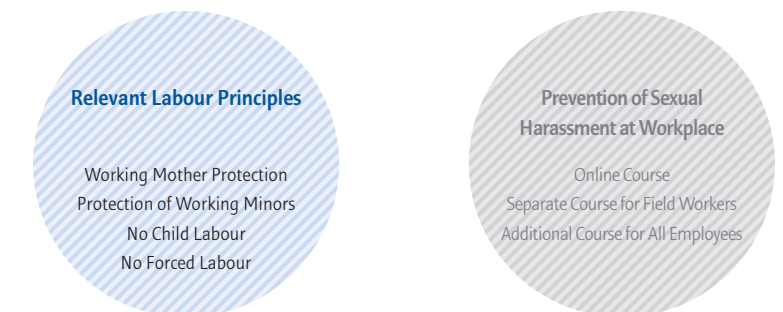 Relevant Labour Principles
Working Mother Protection
Protection of Working Minors
No Child Labour
No Forced Labour
Prevention of Sexual
Harassment at Workplace
Online Course
Separate Course for Field Workers
Additional Course for All Employees